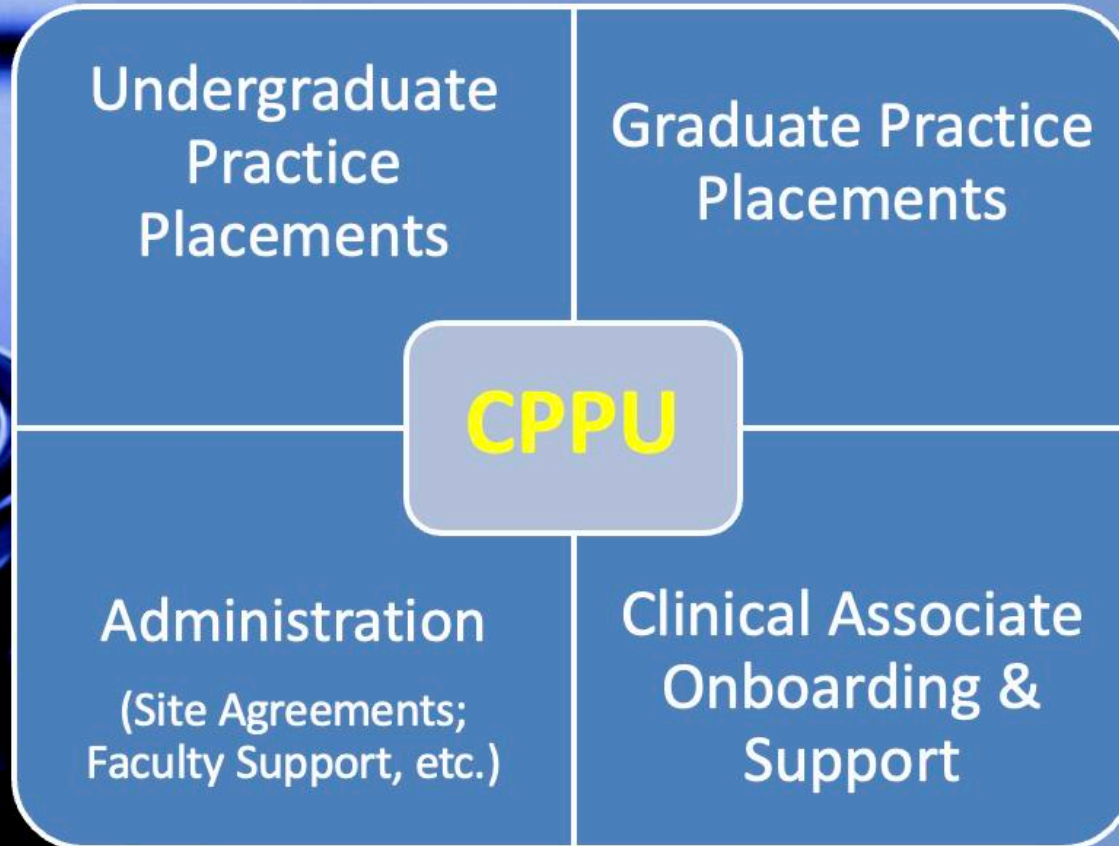 Undergraduate
Practice
Placements
Graduate Practice
Placements
CPPU
Administration
(Site Agreements;
Faculty Support, etc.)
Clinical Associate
Onboarding &
Support